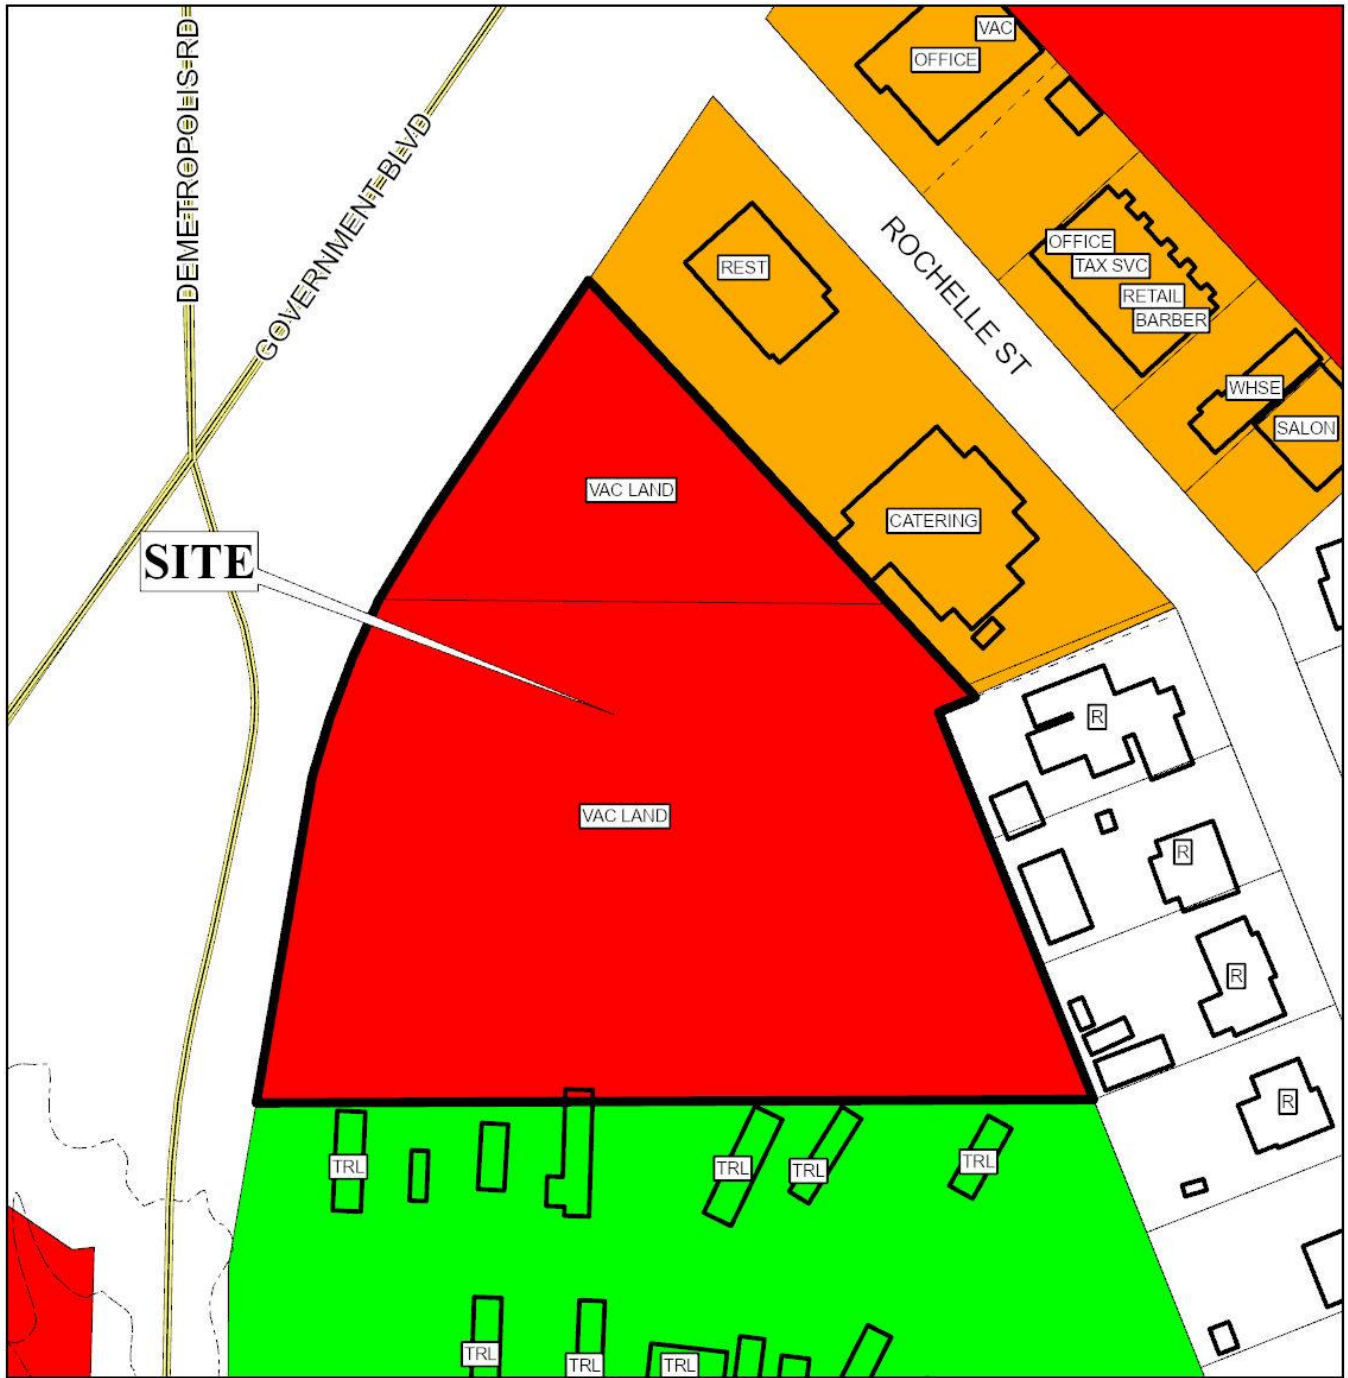 DEMETROPOLIS RD
GOVERNMENT BLVD
VAC
OFFICE
ROCHELLE ST
REST
OFFICE
TAX SVC
RETAIL
BARBER
WHSE
SALON
VAC LAND
CATERING
SITE
R
VAC LAND
R
R
R
TRL
TRL
TRL
TRL
TRL
TRL
TRL